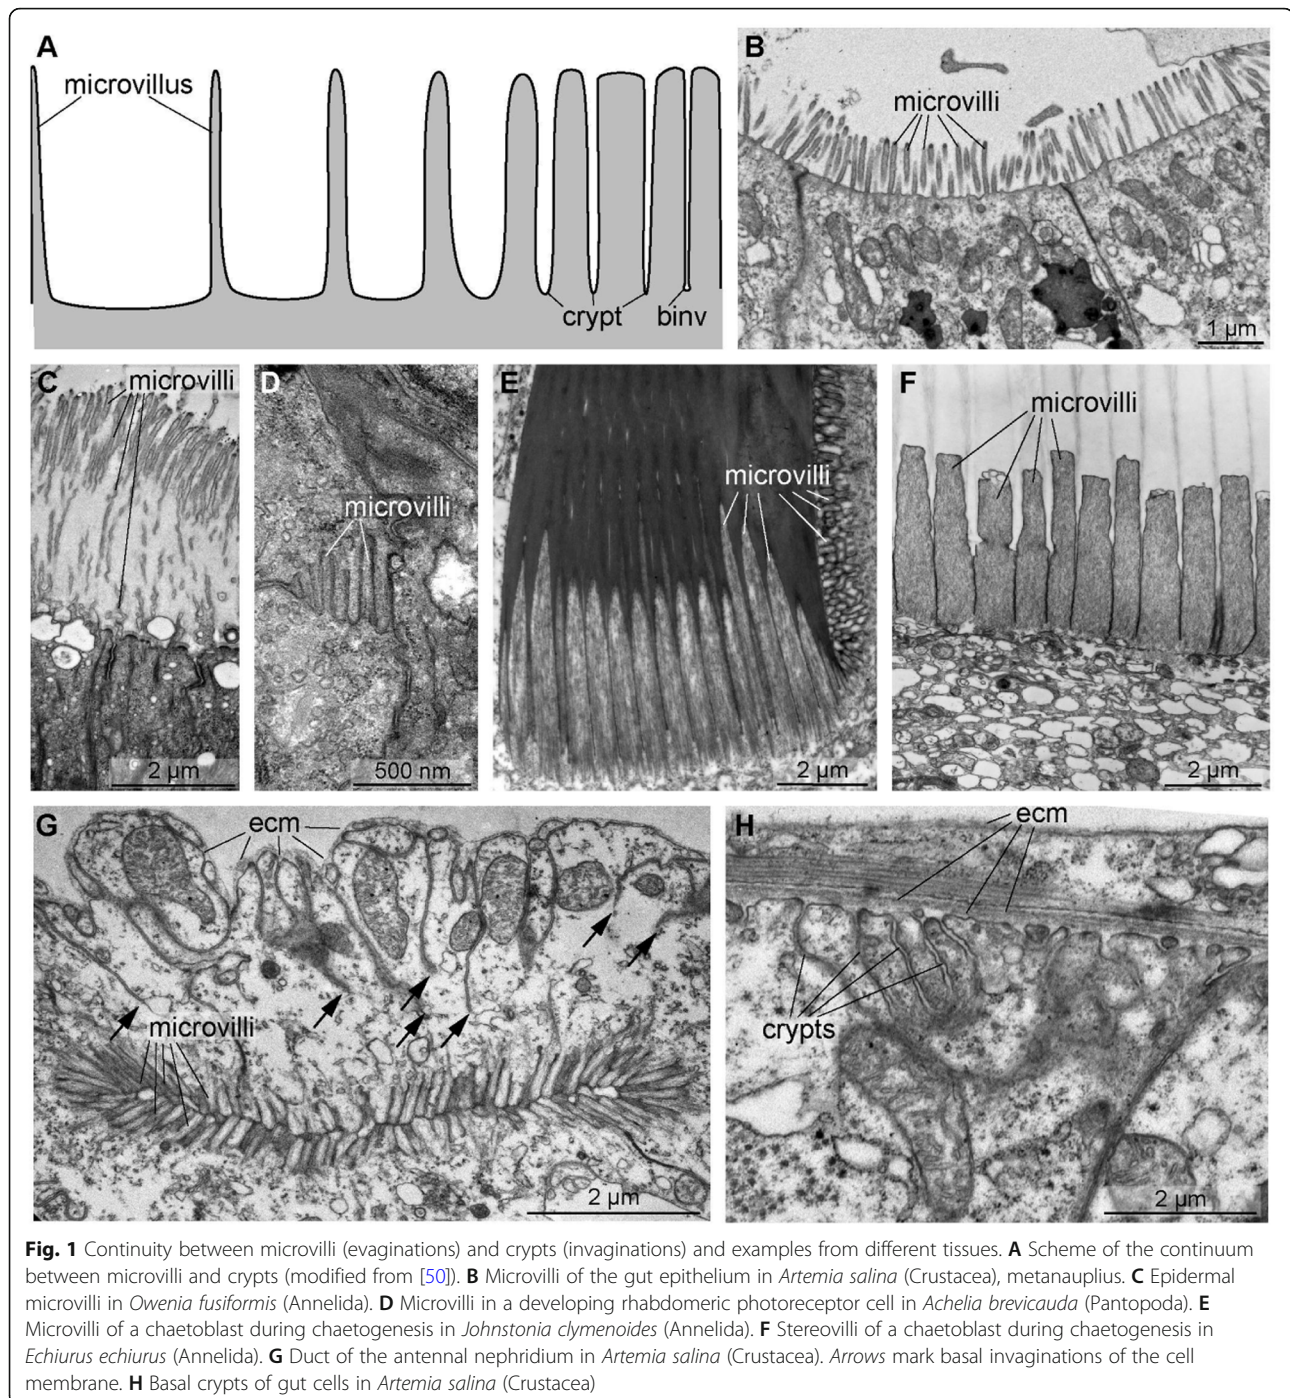 A
microvillus
crypt
binv
B
microvilli
1 µm
C
microvilli
2 µm
D
microvilli
500 nm
E
microvilli
2 µm
F
microvilli
2 µm
G
ecm
microvilli
2 µm
H
ecm
crypts
2 µm
Fig. 1 Continuity between microvilli (evaginations) and crypts (invaginations) and examples from different tissues. A Scheme of the continuum
between microvilli and crypts (modified from [50]). B Microvilli of the gut epithelium in Artemia salina (Crustacea), metanauplius. C Epidermal
microvilli in Owenia fusiformis (Annelida). D Microvilli in a developing rhabdomeric photoreceptor cell in Achelia brevicauda (Pantopoda). E
Microvilli of a chaetoblast during chaetogenesis in Johnstonia clymenoides (Annelida). F Stereovilli of a chaetoblast during chaetogenesis in
Echiurus echiurus (Annelida). G Duct of the antennal nephridium in Artemia salina (Crustacea). Arrows mark basal invaginations of the cell
membrane. H Basal crypts of gut cells in Artemia salina (Crustacea)